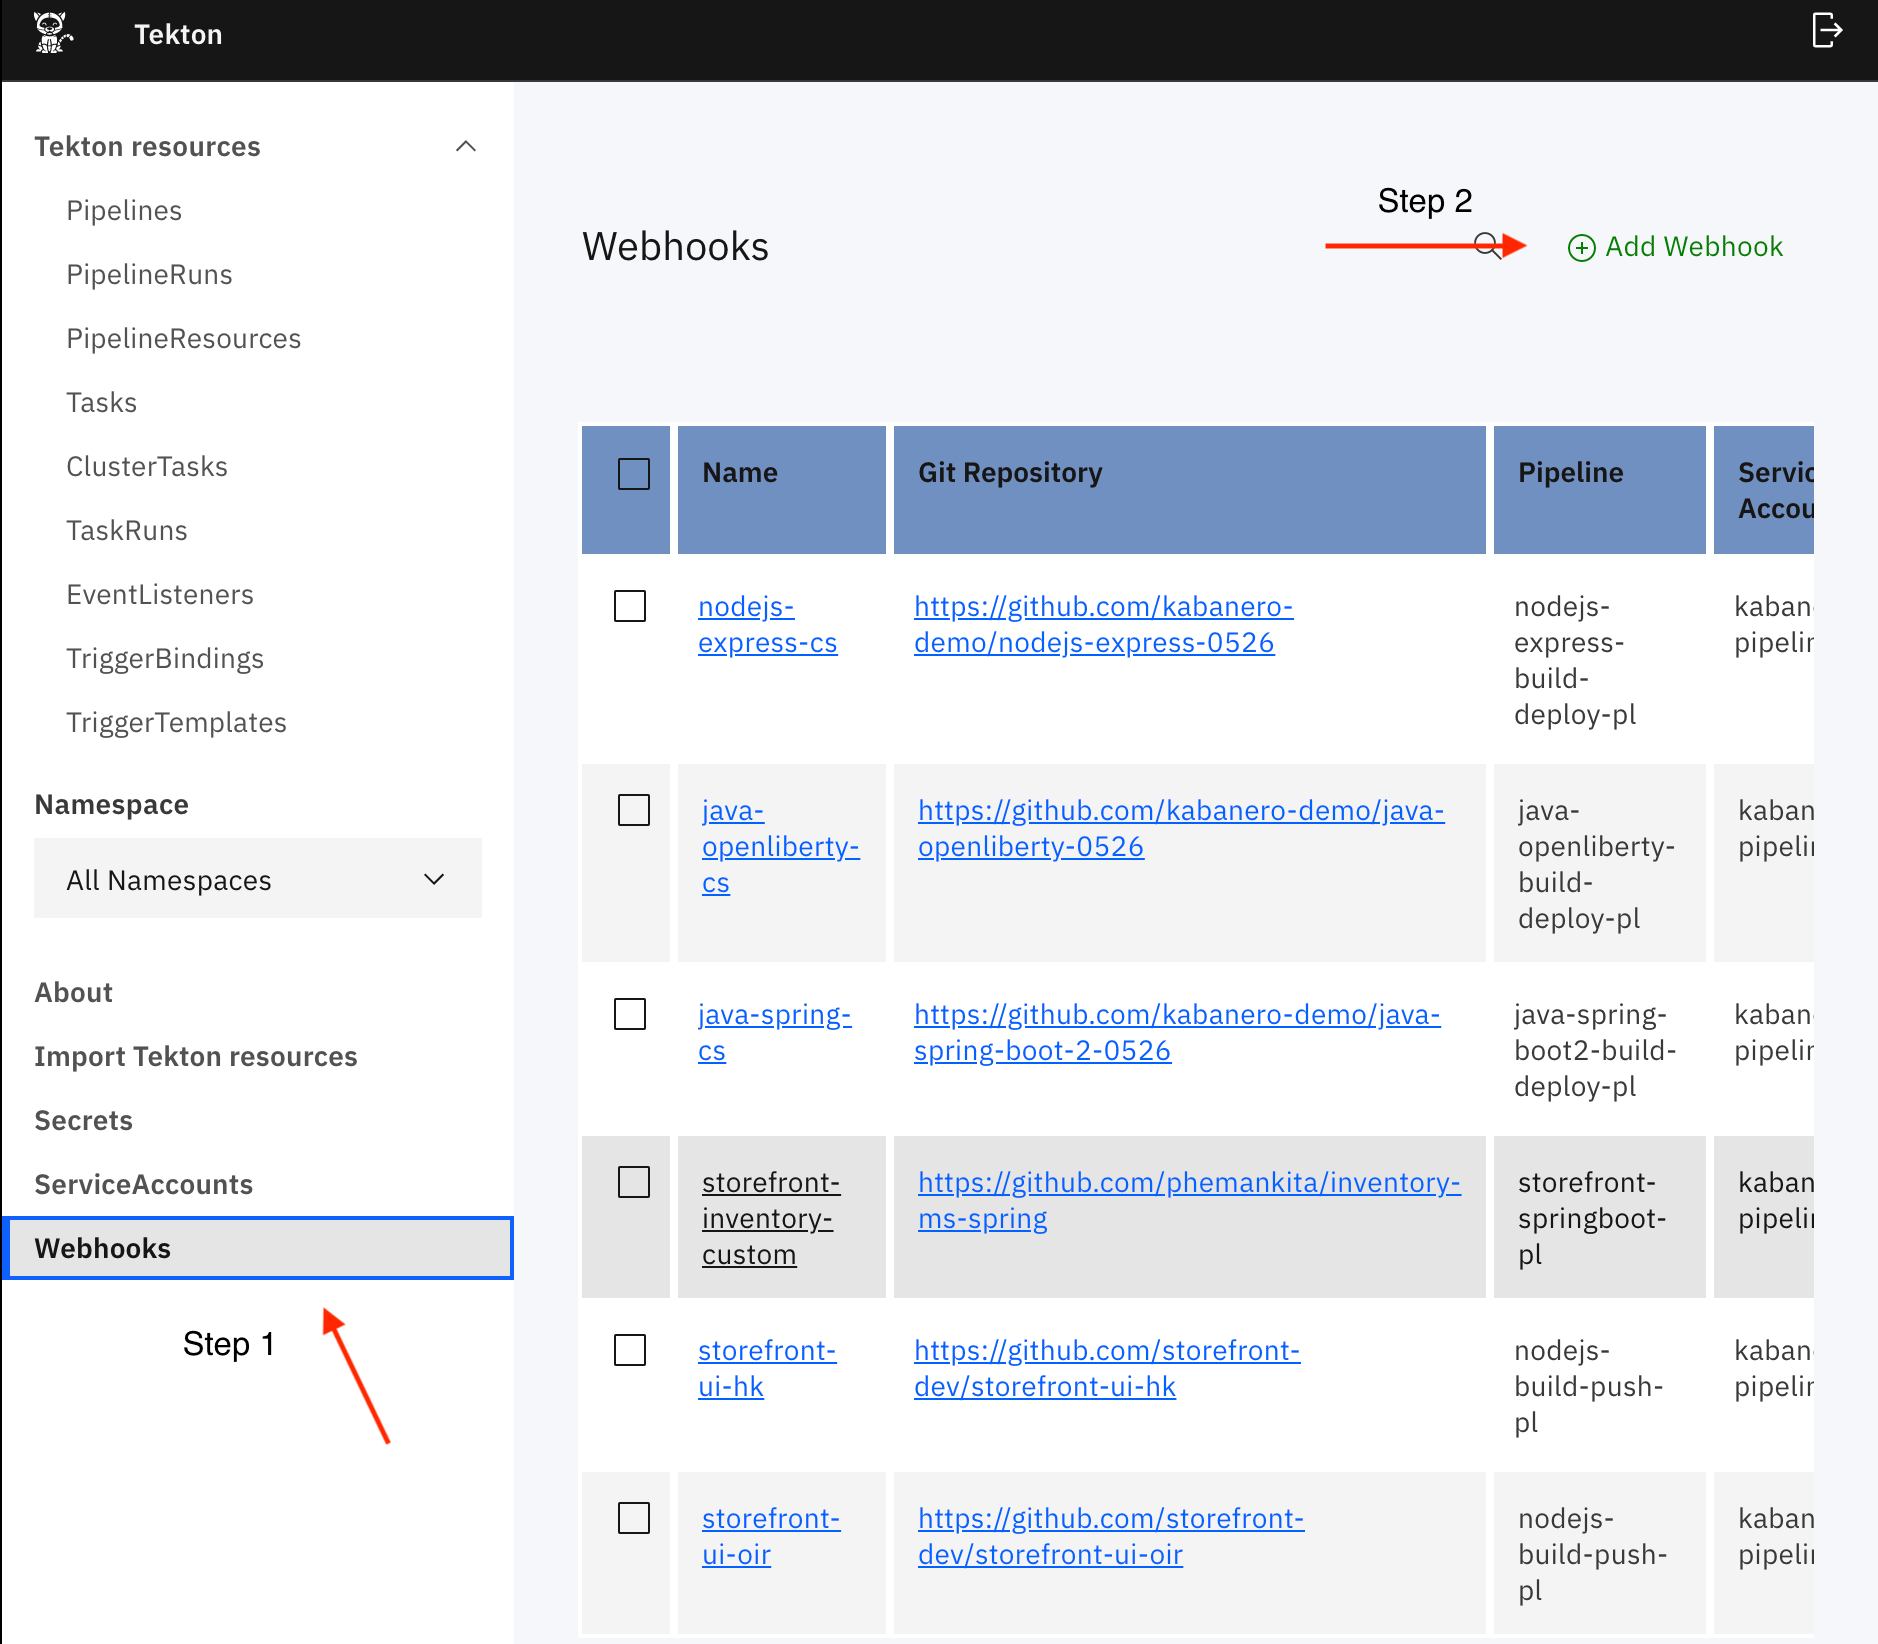 Tekton
Tekton resources
Pipelines
PipelineRuns
PipelineResources
Tasks
ClusterTasks
TaskRuns
EventListeners
TriggerBindings
TriggerTemplates
Namespace
All Namespaces
About
Import Tekton resources
Secrets
ServiceAccounts
Webhooks
Step 1
Step 2
Webhooks
Add Webhook
Name
Git Repository
Pipeline
Servic
Accou
nodejs-
express-cs
https://github.com/kabanero-
demo/nodejs-express-0526
nodejs-
express-
build-
deploy-pl
kaban
pipelin
java-
openliberty-
cs
https://github.com/kabanero-demo/java-
openliberty-0526
java-
openliberty-
build-
deploy-pl
kaban
pipelin
java-spring-
cs
https://github.com/kabanero-demo/java-
spring-boot-2-0526
java-spring-
boot2-build-
deploy-pl
kaban
pipelin
storefront-
inventory-
custom
https://github.com/phemankita/inventory-
ms-spring
storefront-
springboot-
pl
kaban
pipelin
storefront-
ui-hk
https://github.com/storefront-
dev/storefront-ui-hk
nodejs-
build-push-
pl
kaban
pipelin
storefront-
ui-oir
https://github.com/storefront-
dev/storefront-ui-oir
nodejs-
build-push-
pl
kaban
pipelin